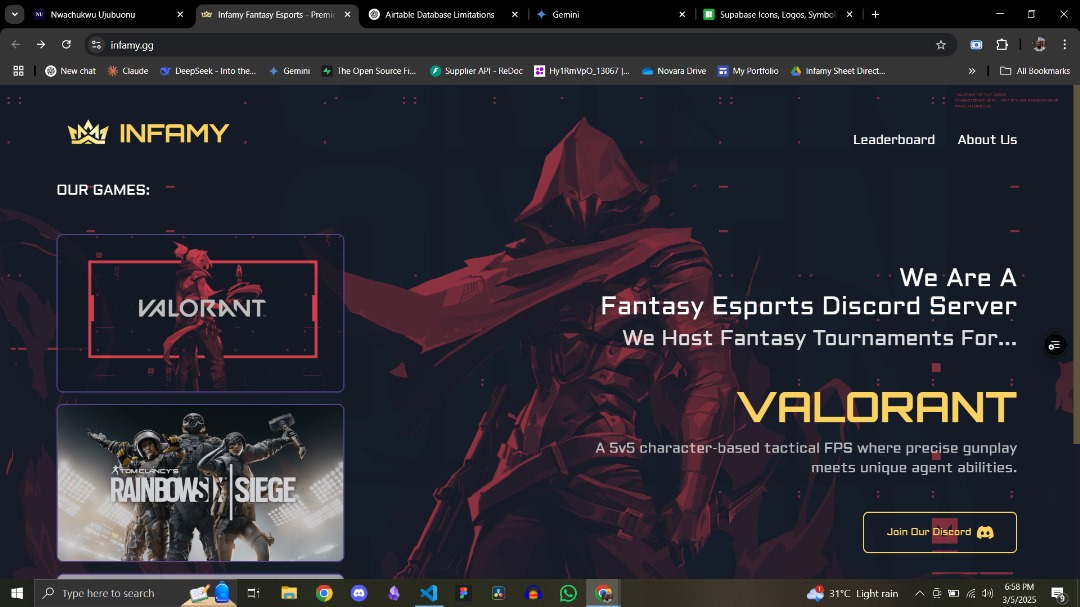 Nwachukwu Ujubuonu
Infamy Fantasy Esports - Premie
Airtable Database Limitations
Gemini
Supabase Icons, Logos, Symbol
infamy.gg
New chat
Claude
DeepSeek - Into the...
Gemini
The Open Source Fi...
Supplier API - ReDoc
Hy1RmVpO_13067 |...
Novara Drive
My Portfolio
Infamy Sheet Direct...
»
All Bookmarks
INFAMY
Leaderboard
About Us
OUR GAMES:
VALORANT
We Are A
Fantasy Esports Discord Server
We Host Fantasy Tournaments For...
VALORANT
A 5v5 character-based tactical FPS where precise gunplay
meets unique agent abilities.
TOM CLANCY'S
RAINBOW SIX | SIEGE
Join Our Discord
Type here to search
31°C Light rain
6:58 PM
3/5/2025